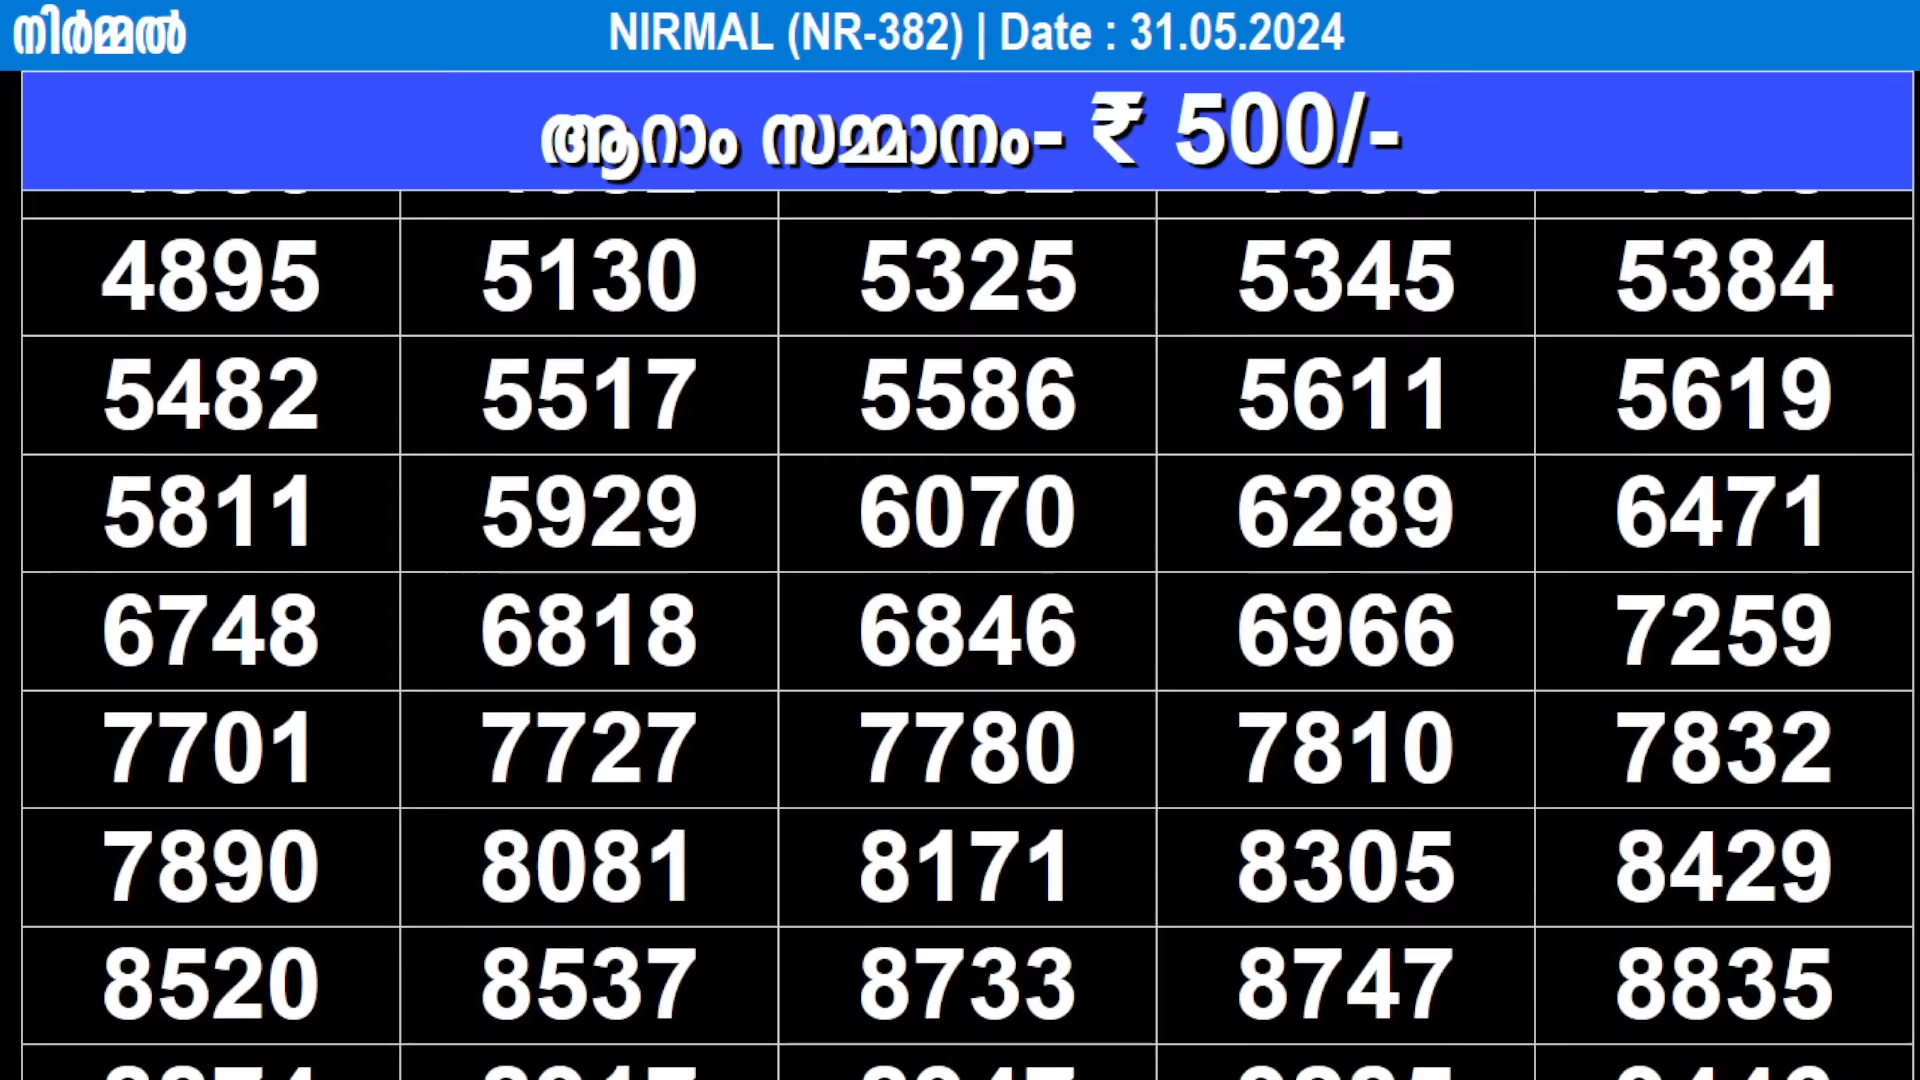 നിർമ്മൽ NIRMAL (NR-382) | Date : 31.05.2024
ആറാം സമ്മാനം- ₹ 500/-
4895 5130 5325 5345 5384
5482 5517 5586 5611 5619
5811 5929 6070 6289 6471
6748 6818 6846 6966 7259
7701 7727 7780 7810 7832
7890 8081 8171 8305 8429
8520 8537 8733 8747 8835